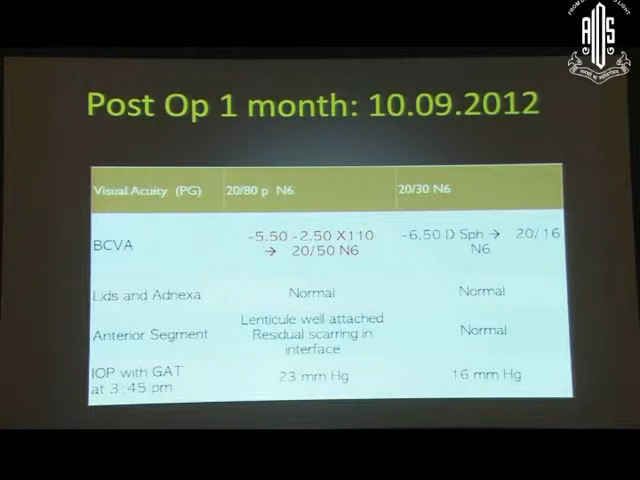 AIOS
Post Op 1 month: 10.09.2012
Visual Acuity (PG) 20/80 p N6 20/30 N6
BCVA -5.50 -2.50 X110 → 20/50 N6 -6.50 D Sph → 20/16 N6
Lids and Adnexa Normal Normal
Anterior Segment Lenticule well attached Residual scarring in interface Normal
IOP with GAT at 3:45 pm 23 mm Hg 16 mm Hg